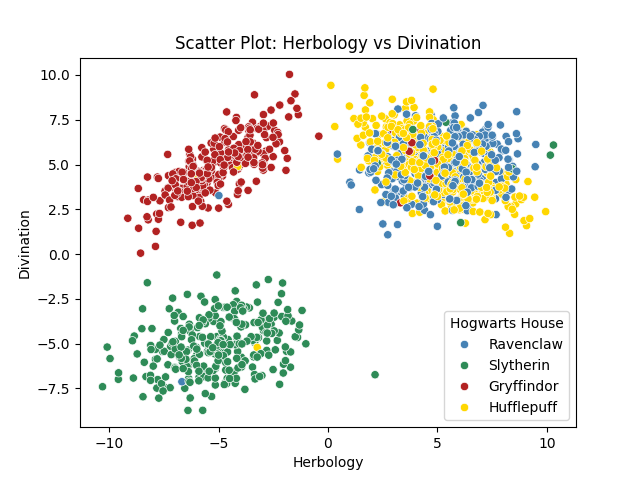 Scatter Plot: Herbology vs Divination
10.0
7.5
5.0
2.5
0.0
−2.5
−5.0
−7.5
Divination
−10
−5
0
5
10
Herbology
Hogwarts House
Ravenclaw
Slytherin
Gryffindor
Hufflepuff